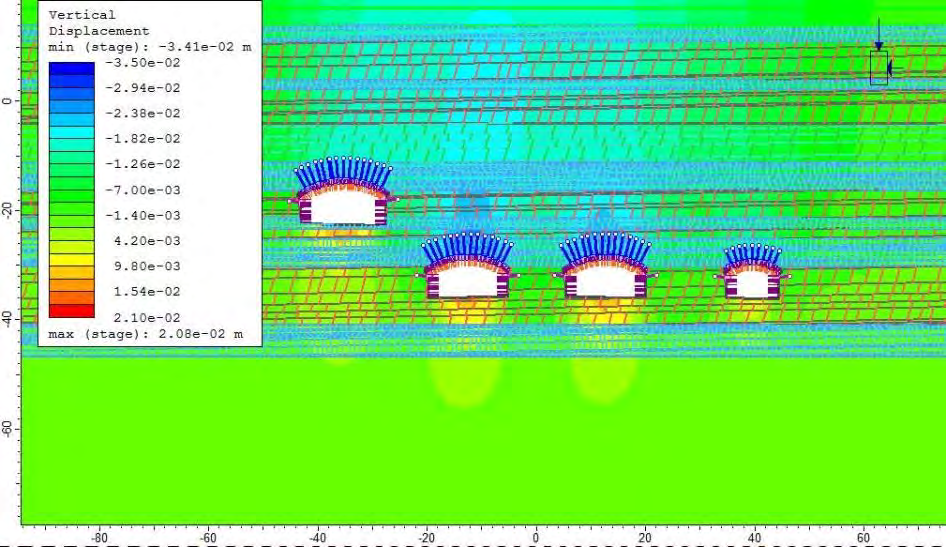 Vertical
Displacement
min (stage): -3.41e-02 m
-3.50e-02
-2.94e-02
-2.38e-02
-1.82e-02
-1.26e-02
-7.00e-03
-1.40e-03
4.20e-03
9.80e-03
1.54e-02
2.10e-02
max (stage): 2.08e-02 m
0
-20
-40
-60
-80 -60 -40 -20 0 20 40 60